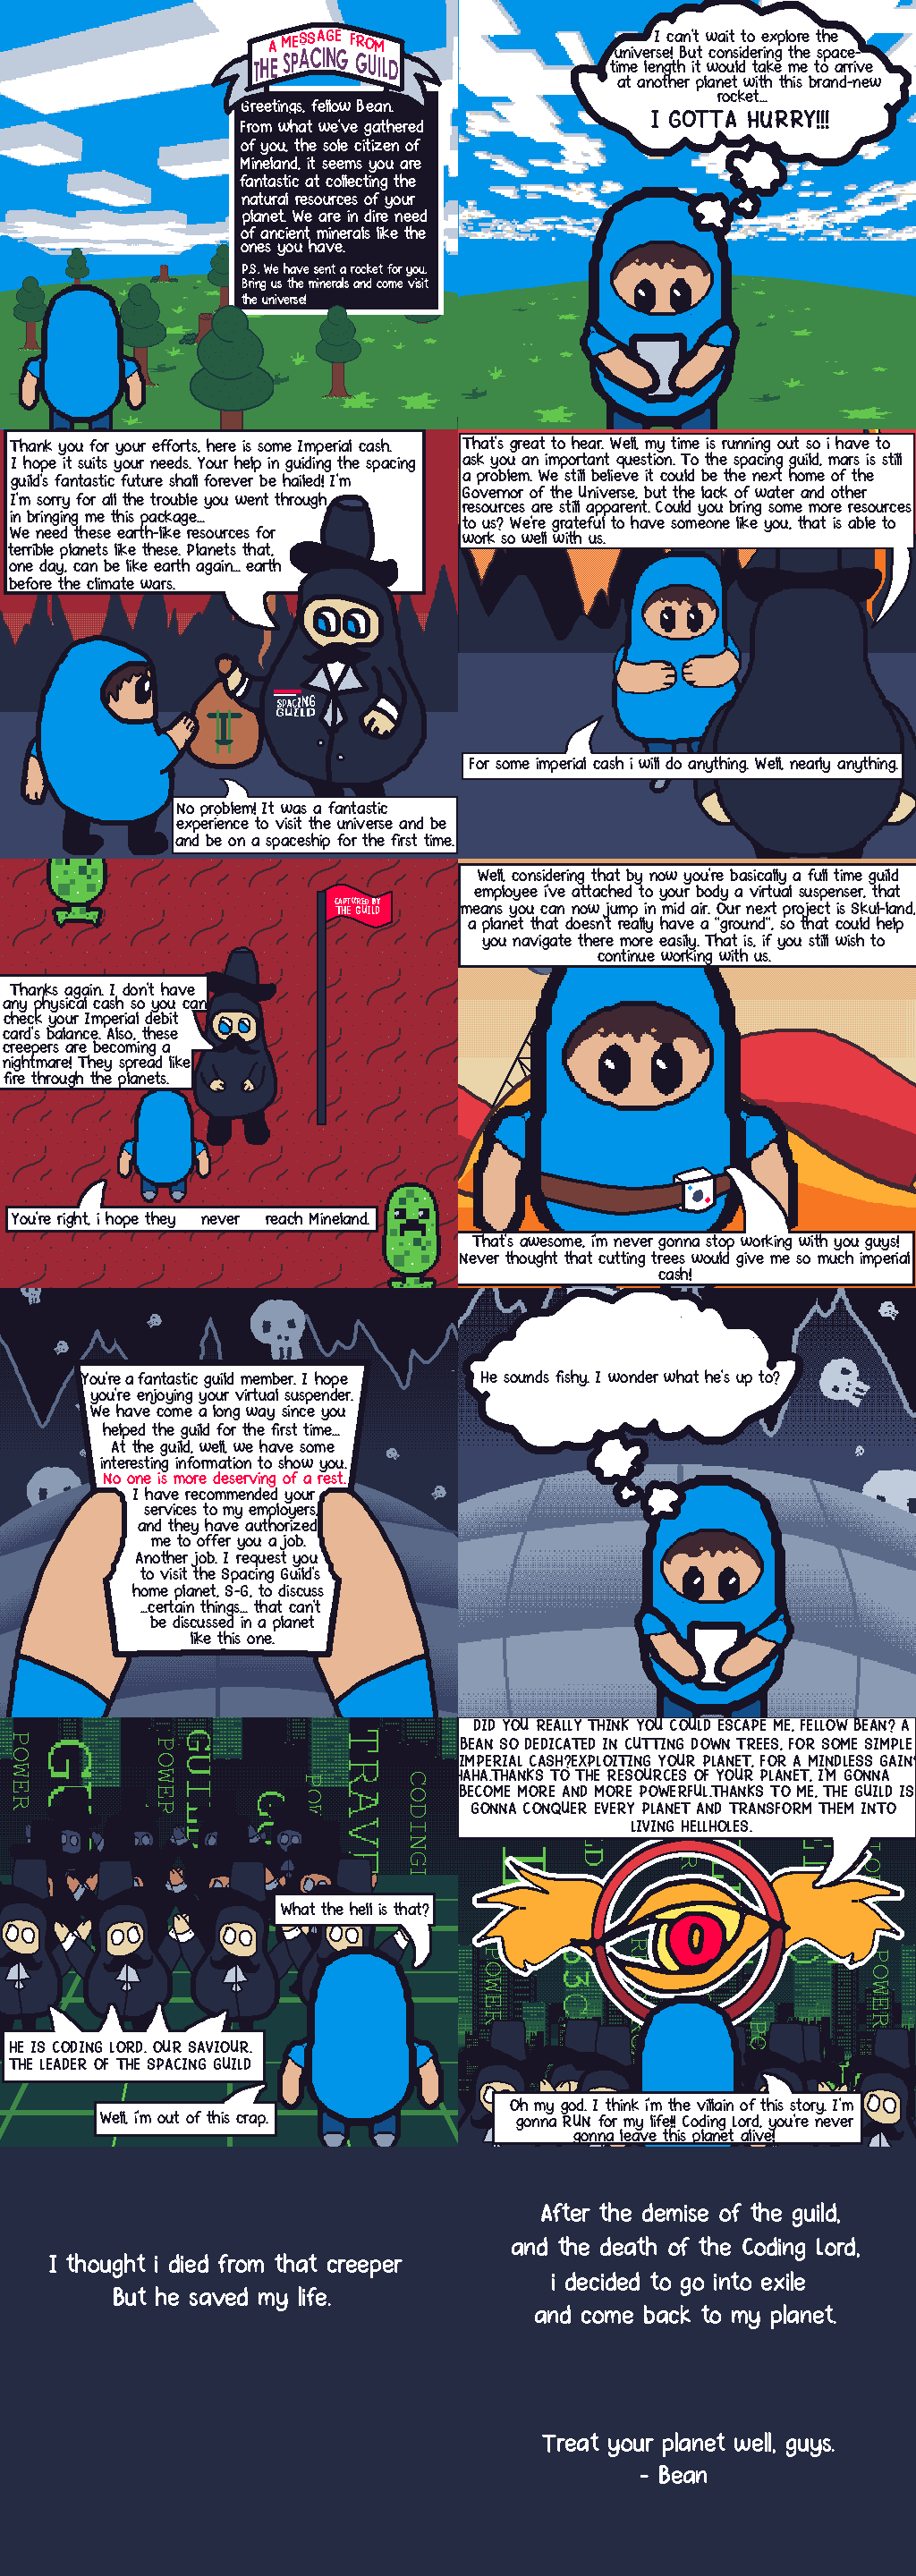 A MESSAGE FROM
THE SPACING GUILD
Greetings, fellow Bean.
From what we've gathered
of you, the sole citizen of
Mineland, it seems you are
fantastic at collecting the
natural resources of your
planet. We are in dire need
of ancient minerals like the
ones you have.
P.S. We have sent a rocket for you.
Bring us the minerals and come visit
the universe!
I can't wait to explore the
universe! But considering the space-
time length it would take me to arrive
at another planet with this brand-new
rocket...
I GOTTA HURRY!!!
Thank you for your efforts, here is some Imperial cash.
I hope it suits your needs. Your help in guiding the spacing
guild's fantastic future shall forever be hailed! I'm
I'm sorry for all the trouble you went through
in bringing me this package...
We need these earth-like resources for
terrible planets like these. Planets that,
one day, can be like earth again... earth
before the climate wars.
SPACING
GUILD
No problem! It was a fantastic
experience to visit the universe and be
and be on a spaceship for the first time.
That's great to hear. Well, my time is running out so i have to
ask you an important question. To the spacing guild, mars is still
a problem. We still believe it could be the next home of the
Governor of the Universe, but the lack of water and other
resources are still apparent. Could you bring some more resources
to us? We're grateful to have someone like you, that is able to
work so well with us.
For some imperial cash i will do anything. Well, nearly anything.
CAPTURED BY
THE GUILD
Thanks again. I don't have
any physical cash so you can
check your Imperial debit
card's balance. Also, these
creepers are becoming a
nightmare! They spread like
fire through the planets.
You're right, i hope they never reach Mineland.
Well, considering that by now you're basically a full time guild
employee i've attached to your body a virtual suspenser, that
means you can now jump in mid air. Our next project is Skul-land,
a planet that doesn't really have a "ground", so that could help
you navigate there more easily. That is, if you still wish to
continue working with us.
That's awesome, i'm never gonna stop working with you guys!
Never thought that cutting trees would give me so much imperial
cash!
You're a fantastic guild member. I hope
you're enjoying your virtual suspender.
We have come a long way since you
helped the guild for the first time...
At the guild, well, we have some
interesting information to show you.
No one is more deserving of a rest.
I have recommended your
services to my employers,
and they have authorized
me to offer you a job.
Another job. I request you
to visit the Spacing Guild's
home planet, S-G, to discuss
...certain things... that can't
be discussed in a planet
like this one.
He sounds fishy. I wonder what he's up to?
POWER
POWER
GUIL
TRAVE
CODING
What the hell is that?
HE IS CODING LORD. OUR SAVIOUR.
THE LEADER OF THE SPACING GUILD
Well, i'm out of this crap.
DID YOU REALLY THINK YOU COULD ESCAPE ME, FELLOW BEAN? A
BEAN SO DEDICATED IN CUTTING DOWN TREES, FOR SOME SIMPLE
IMPERIAL CASH?EXPLOITING YOUR PLANET, FOR A MINDLESS GAIN
HAHA.THANKS TO THE RESOURCES OF YOUR PLANET, I'M GONNA
BECOME MORE AND MORE POWERFUL.THANKS TO ME, THE GUILD IS
GONNA CONQUER EVERY PLANET AND TRANSFORM THEM INTO
LIVING HELLHOLES.
POWER
POWER
Oh my god. I think i'm the villain of this story. I'm
gonna RUN for my life!! Coding Lord, you're never
gonna leave this planet alive!
I thought i died from that creeper
But he saved my life.
After the demise of the guild,
and the death of the Coding Lord,
i decided to go into exile
and come back to my planet.
Treat your planet well, guys.
- Bean